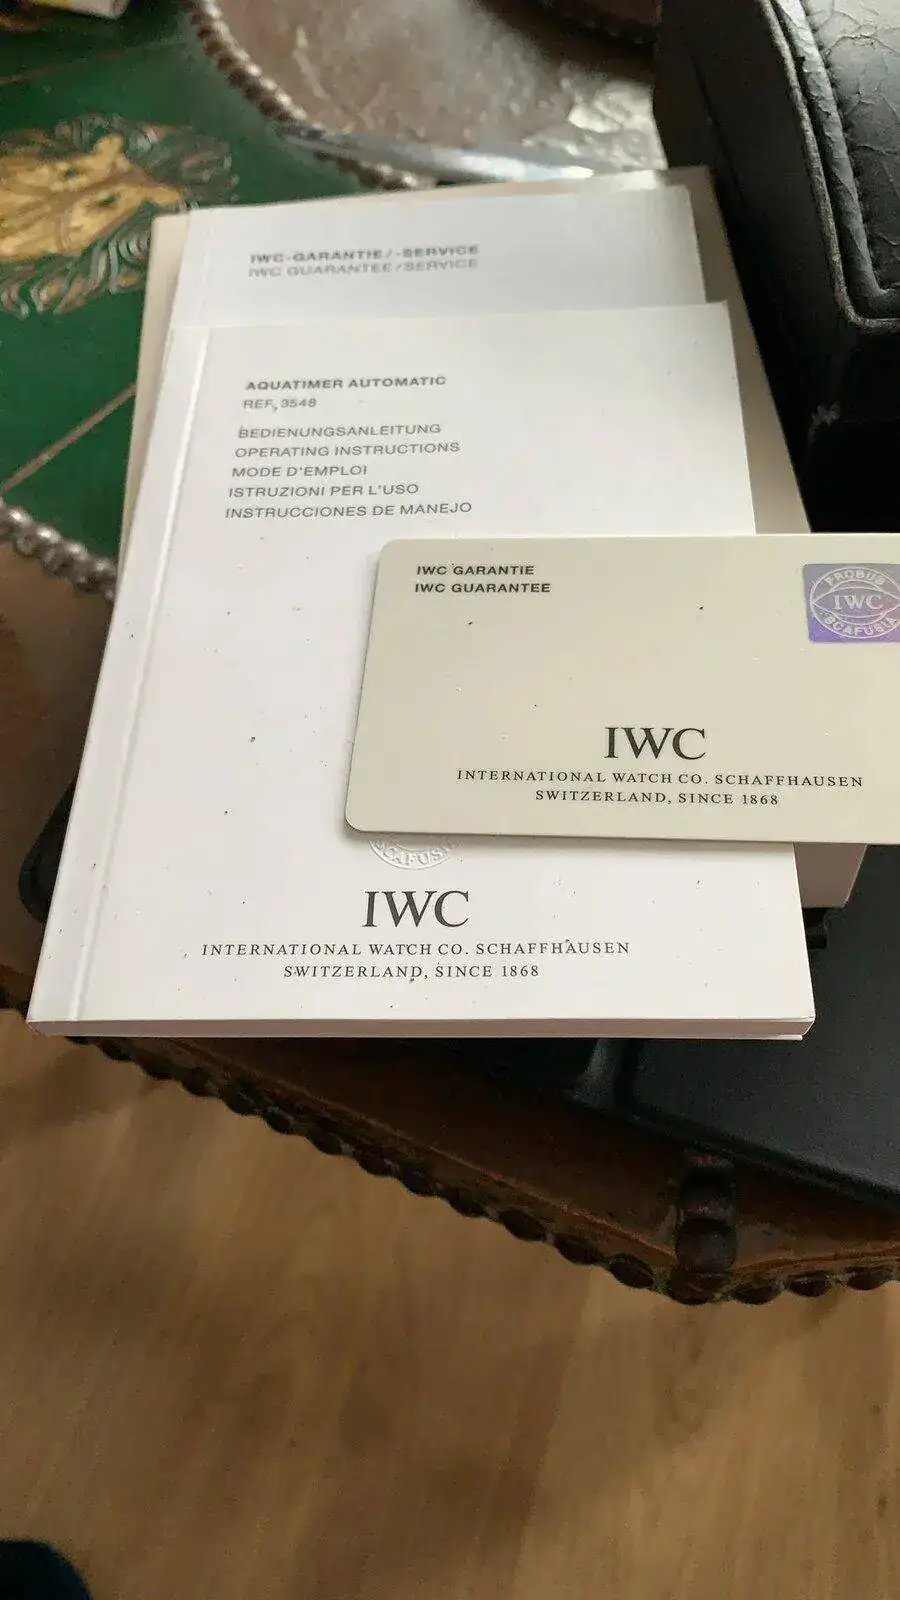 IWC-GARANTIE/-SERVICE
IWC GUARANTEE/SERVICE
AQUATIMER AUTOMATIC
REF. 3548
BEDIENUNGSANLEITUNG
OPERATING INSTRUCTIONS
MODE D'EMPLOI
ISTRUZIONI PER L'USO
INSTRUCCIONES DE MANEJO
IWC GARANTIE
IWC GUARANTEE
PROBUS
IWC
SCAFUSIA
IWC
INTERNATIONAL WATCH CO. SCHAFFHAUSEN
SWITZERLAND, SINCE 1868
SCAFUSI
IWC
INTERNATIONAL WATCH CO. SCHAFFHAUSEN
SWITZERLAND, SINCE 1868